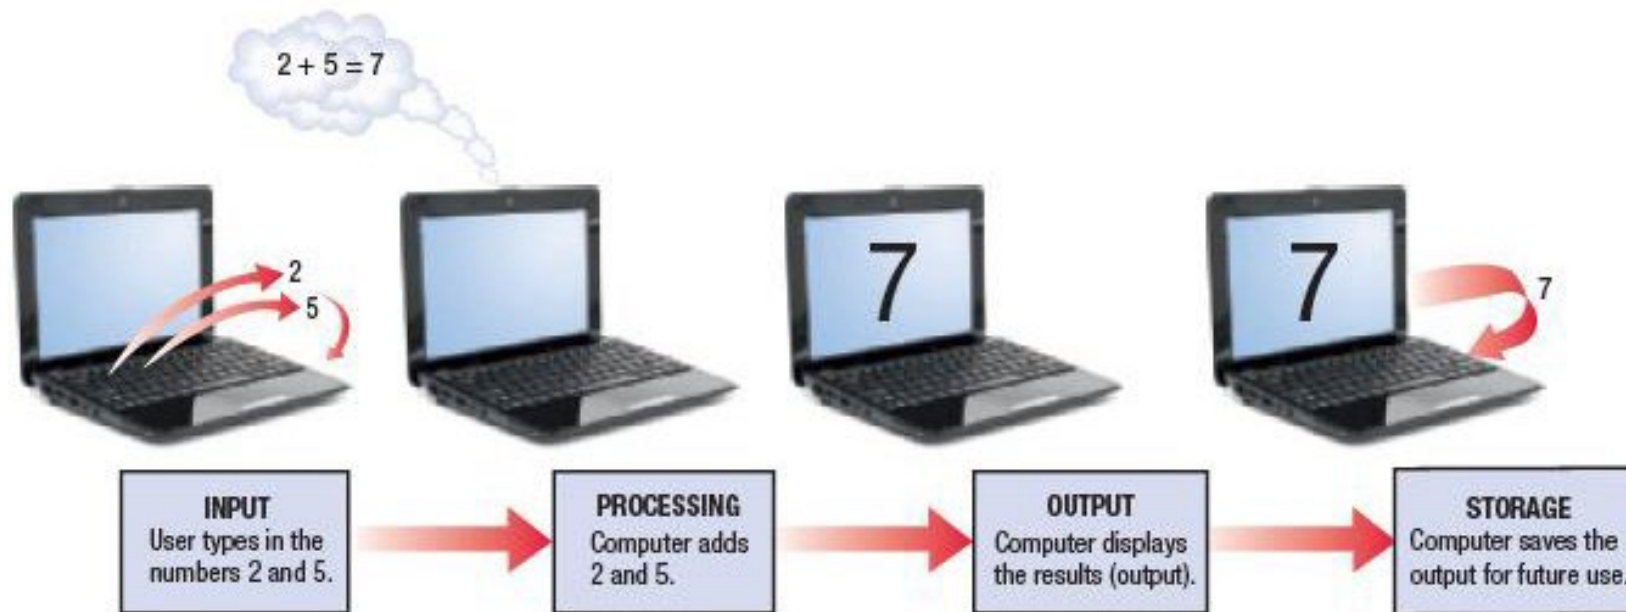 2 + 5 = 7
2
5
7
7
7
INPUT
User types in the
numbers 2 and 5.
PROCESSING
Computer adds
2 and 5.
OUTPUT
Computer displays
the results (output).
STORAGE
Computer saves the
output for future use.